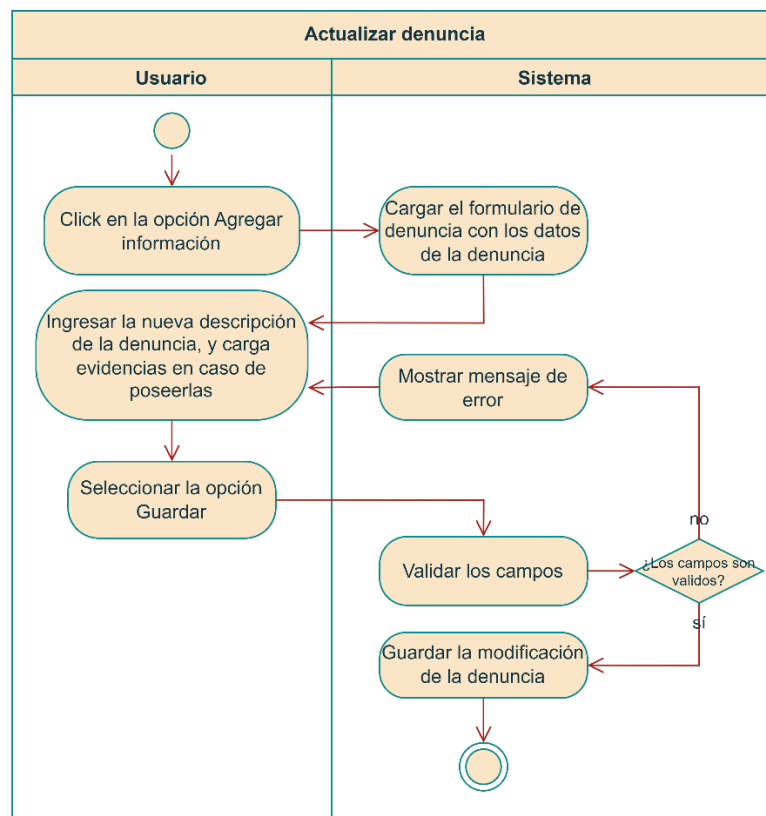 Actualizar denuncia
Usuario
Sistema
Click en la opción Agregar
información
Cargar el formulario de
denuncia con los datos
de la denuncia
Ingresar la nueva descripción
de la denuncia, y carga
evidencias en caso de
poseerlas
Mostrar mensaje de
error
Seleccionar la opción
Guardar
no
Validar los campos
¿Los campos son
validos?
sí
Guardar la modificación
de la denuncia